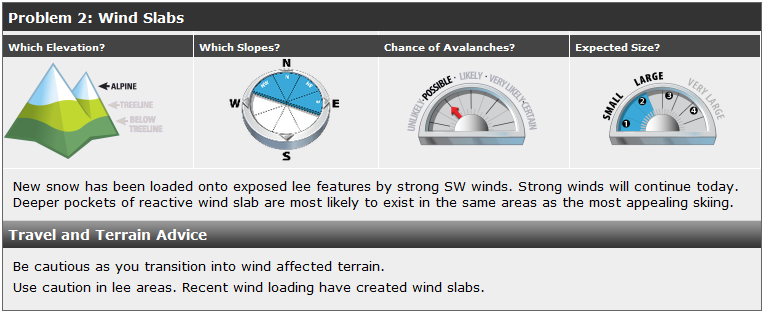 Problem 2: Wind Slabs
Which Elevation?
Which Slopes?
Chance of Avalanches?
Expected Size?
ALPINE
TREELINE
BELOW
TREELINE
N
W
E
S
UNLIKELY · POSSIBLE · LIKELY · VERY LIKELY · CERTAIN
SMALL LARGE VERY LARGE
1 2 3 4
New snow has been loaded onto exposed lee features by strong SW winds. Strong winds will continue today.
Deeper pockets of reactive wind slab are most likely to exist in the same areas as the most appealing skiing.
Travel and Terrain Advice
Be cautious as you transition into wind affected terrain.
Use caution in lee areas. Recent wind loading have created wind slabs.